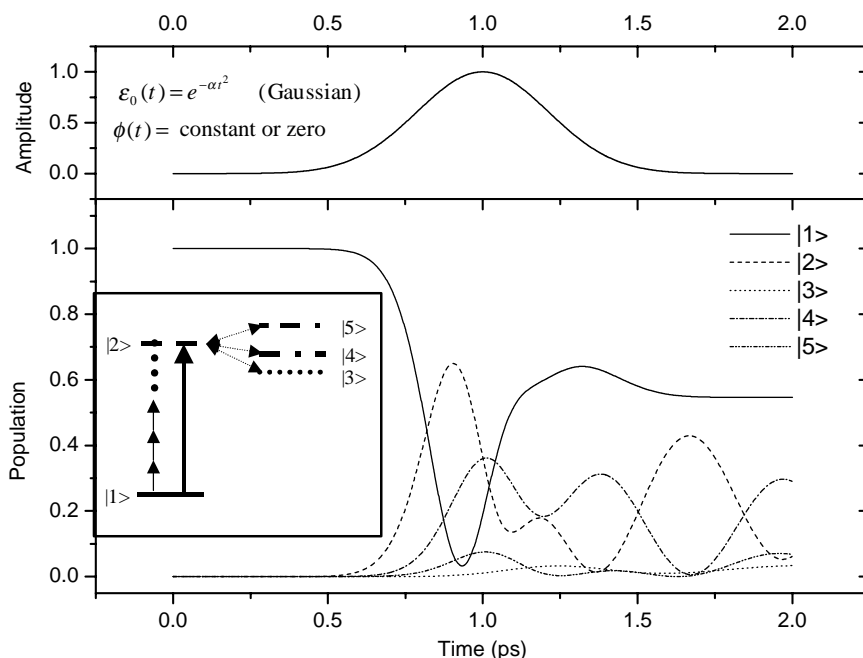 0.0 0.5 1.0 1.5 2.0
1.0
0.5
0.0
Amplitude
ε₀(t) = e^{-αt²} (Gaussian)
ϕ(t) = constant or zero
1.0
0.8
0.6
0.4
0.2
0.0
Population
|1>
|2>
|3>
|4>
|5>
|5>
|2>
|4>
|3>
|1>
0.0 0.5 1.0 1.5 2.0
Time (ps)